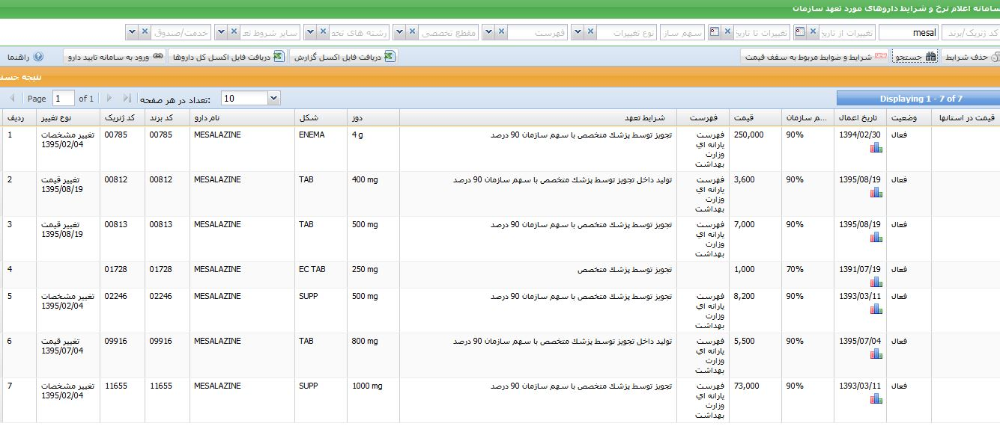 سامانه اعلام نرخ و شرایط داروهای مورد تعهد سازمان
کد ژنریک/برند mesal تغییرات از تاریخ تغییرات تا تاریخ سهم ساز نوع تغییرات فهرست مقطع تخصصی رشته های تخد سایر شروط تع خدمت/صندوق
حذف شرایط جستجو NEW شرایط و ضوابط مربوط به سقف قیمت دریافت فایل اکسل گزارش دریافت فایل اکسل کل داروها ورود به سامانه تایید دارو راهنما
نتیجه جست
Page 1 of 1 تعداد در هر صفحه: 10 Displaying 1 - 7 of 7
ردیف نوع تغییر کد ژنریک کد برند نام دارو شکل دوز شرایط تعهد فهرست قیمت م سازمان... تاریخ اعمال وضعیت قیمت در استانها
1 تغییر مشخصات 00785 00785 MESALAZINE ENEMA 4 g تجویز توسط پزشك متخصص با سهم سازمان 90 درصد فهرست 250,000 90% 1394/02/30 فعال
1395/02/04 یارانه اي
وزارت
بهداشت
2 تغییر قیمت 00812 00812 MESALAZINE TAB 400 mg تولید داخل تجویز توسط پزشك متخصص با سهم سازمان 90 درصد فهرست 3,600 90% 1395/08/19 فعال
1395/08/19 یارانه اي
وزارت
بهداشت
3 تغییر قیمت 00813 00813 MESALAZINE TAB 500 mg تجویز توسط پزشك متخصص با سهم سازمان 90 درصد فهرست 7,000 90% 1395/08/19 فعال
1395/08/19 یارانه اي
وزارت
بهداشت
4 01728 01728 MESALAZINE EC TAB 250 mg تجویز توسط پزشك متخصص 1,000 70% 1391/07/19 فعال
5 تغییر مشخصات 02246 02246 MESALAZINE SUPP 500 mg تجویز توسط پزشك متخصص با سهم سازمان 90 درصد فهرست 8,200 90% 1393/03/11 فعال
1395/02/04 یارانه اي
وزارت
بهداشت
6 تغییر قیمت 09916 09916 MESALAZINE TAB 800 mg تولید داخل تجویز توسط پزشك متخصص با سهم سازمان 90 درصد فهرست 5,500 90% 1395/07/04 فعال
1395/07/04 یارانه اي
وزارت
بهداشت
7 تغییر مشخصات 11655 11655 MESALAZINE SUPP 1000 mg تجویز توسط پزشك متخصص با سهم سازمان 90 درصد فهرست 73,000 90% 1393/03/11 فعال
1395/02/04 یارانه اي
وزارت
بهداشت